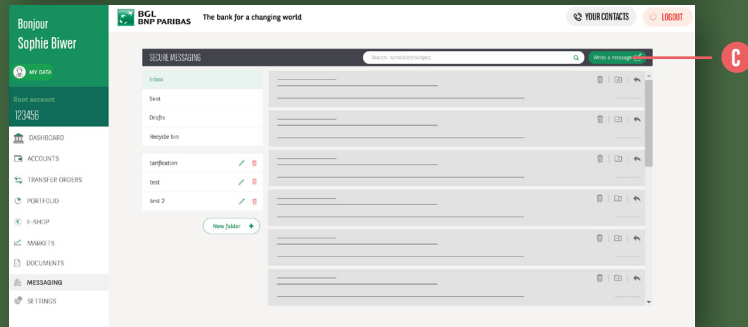 Bonjour
Sophie Biwer
MY DATA
Root account
123456
DASHBOARD
ACCOUNTS
TRANSFER ORDERS
PORTFOLIO
E-SHOP
MARKETS
DOCUMENTS
MESSAGING
SETTINGS
BGL
BNP PARIBAS
The bank for a changing world
YOUR CONTACTS
LOGOUT
SECURE MESSAGING
Write a message
C
Inbox
Sent
Drafts
Recycle bin
tarification
test
test 2
New folder